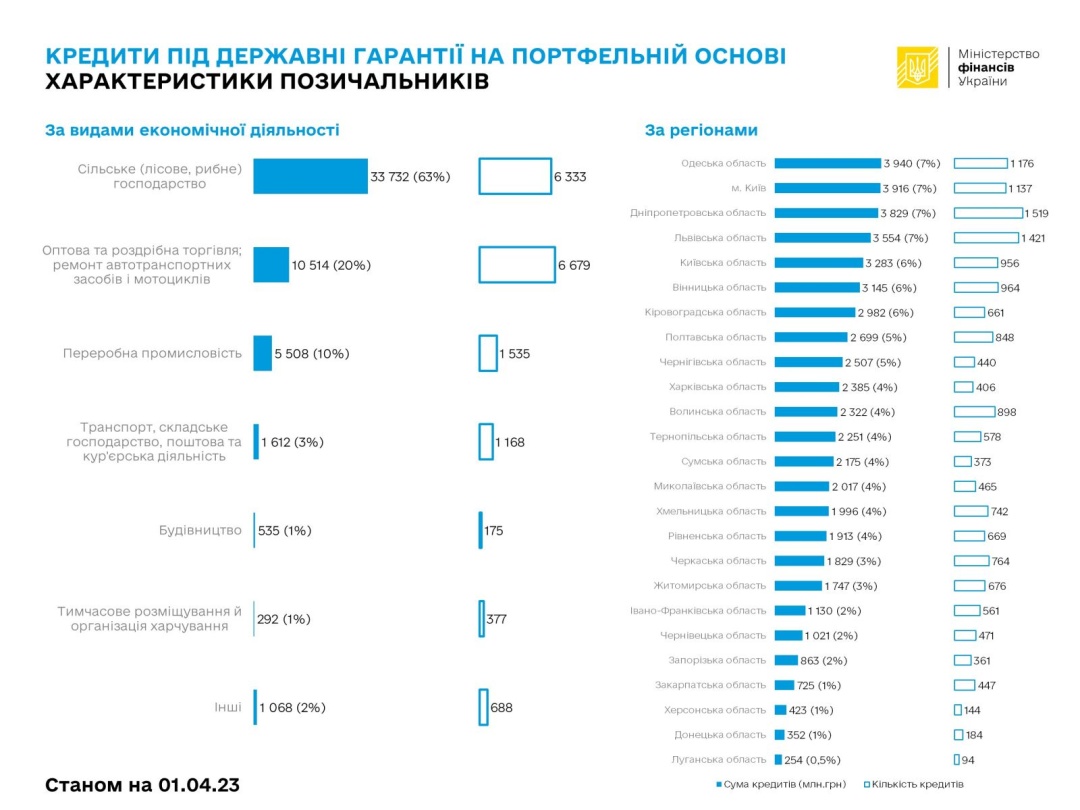 КРЕДИТИ ПІД ДЕРЖАВНІ ГАРАНТІЇ НА ПОРТФЕЛЬНІЙ ОСНОВІ
ХАРАКТЕРИСТИКИ ПОЗИЧАЛЬНИКІВ
Міністерство
фінансів
України
За видами економічної діяльності
Сільське (лісове, рибне)
господарство
33 732 (63%) 6 333
Оптова та роздрібна торгівля;
ремонт автотранспортних
засобів і мотоциклів
10 514 (20%) 6 679
Переробна промисловість 5 508 (10%) 1 535
Транспорт, складське
господарство, поштова та
кур'єрська діяльність
1 612 (3%) 1 168
Будівництво 535 (1%) 175
Тимчасове розміщування й
організація харчування
292 (1%) 377
Інші 1 068 (2%) 688
За регіонами
Одеська область 3 940 (7%) 1 176
м. Київ 3 916 (7%) 1 137
Дніпропетровська область 3 829 (7%) 1 519
Львівська область 3 554 (7%) 1 421
Київська область 3 283 (6%) 956
Вінницька область 3 145 (6%) 964
Кіровоградська область 2 982 (6%) 661
Полтавська область 2 699 (5%) 848
Чернігівська область 2 507 (5%) 440
Харківська область 2 385 (4%) 406
Волинська область 2 322 (4%) 898
Тернопільська область 2 251 (4%) 578
Сумська область 2 175 (4%) 373
Миколаївська область 2 017 (4%) 465
Хмельницька область 1 996 (4%) 742
Рівненська область 1 913 (4%) 669
Черкаська область 1 829 (3%) 764
Житомирська область 1 747 (3%) 676
Івано-Франківська область 1 130 (2%) 561
Чернівецька область 1 021 (2%) 471
Запорізька область 863 (2%) 361
Закарпатська область 725 (1%) 447
Херсонська область 423 (1%) 144
Донецька область 352 (1%) 184
Луганська область 254 (0,5%) 94
Сума кредитів (млн.грн) Кількість кредитів
Станом на 01.04.23